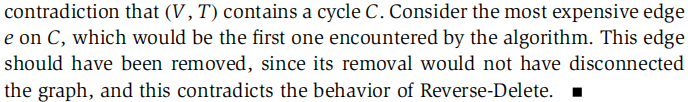 contradiction that (V, T) contains a cycle C. Consider the most expensive edge
e on C, which would be the first one encountered by the algorithm. This edge
should have been removed, since its removal would not have disconnected
the graph, and this contradicts the behavior of Reverse-Delete. ■